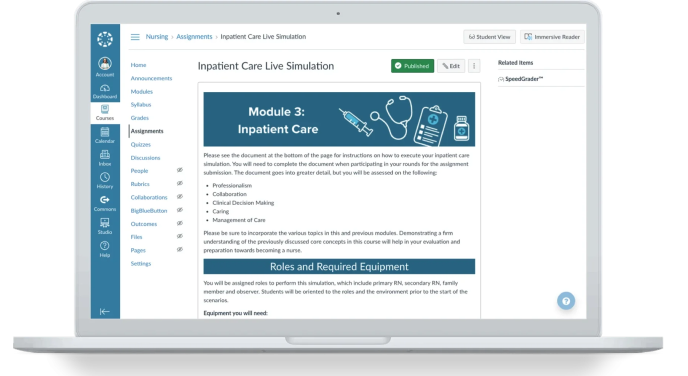 Nursing › Assignments › Inpatient Care Live Simulation
Student View
Immersive Reader
Account
Dashboard
Courses
Calendar
Inbox
History
Commons
Studio
Help
Home
Announcements
Modules
Syllabus
Grades
Assignments
Quizzes
Discussions
People
Rubrics
Collaborations
BigBlueButton
Outcomes
Files
Pages
Settings
Inpatient Care Live Simulation
Published
Edit
Module 3:
Inpatient Care
Please see the document at the bottom of the page for instructions on how to execute your inpatient care
simulation. You will need to complete the document when participating in your rounds for the assignment
submission. The document goes into greater detail, but you will be assessed on the following:
• Professionalism
• Collaboration
• Clinical Decision Making
• Caring
• Management of Care
Please be sure to incorporate the various topics in this and previous modules. Demonstrating a firm
understanding of the previously discussed core concepts in this course will help in your evaluation and
preparation towards becoming a nurse.
Roles and Required Equipment
You will be assigned roles to perform this simulation, which include primary RN, secondary RN, family
member and observer. Students will be oriented to the roles and the environment prior to the start of the
scenarios.
Equipment you will need:
Related Items
SpeedGrader™
?